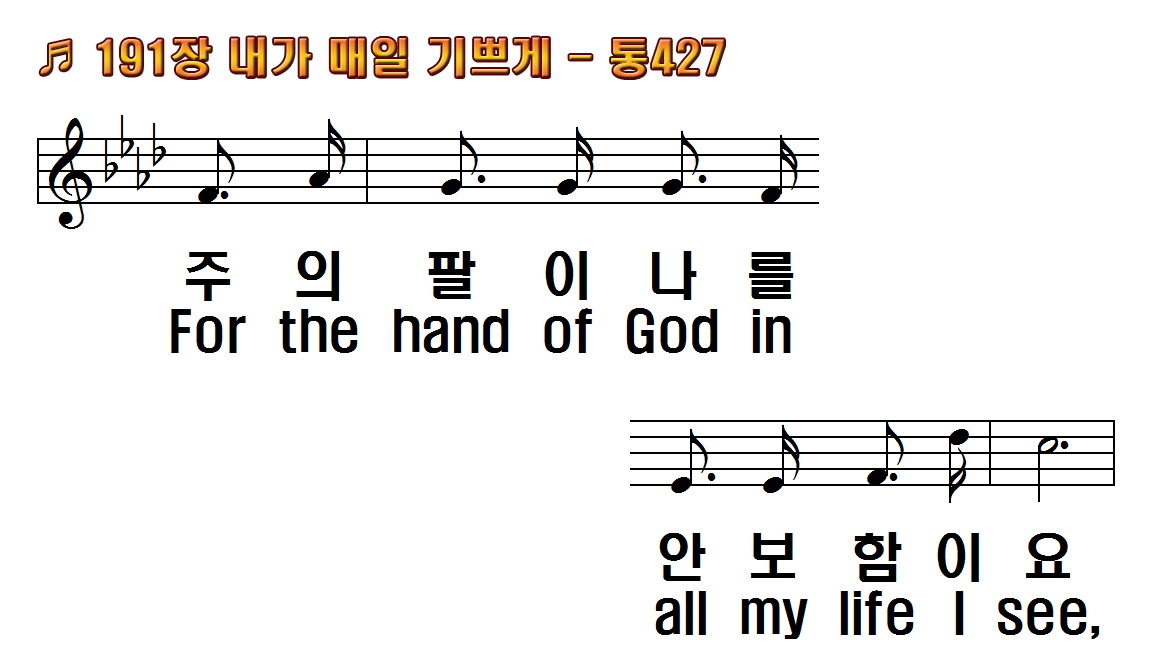 ♬ 191장 내가 매일 기쁘게 - 통427
주 의 팔 이 나 를
For the hand of God in
안 보 함 이 요
all my life I see,